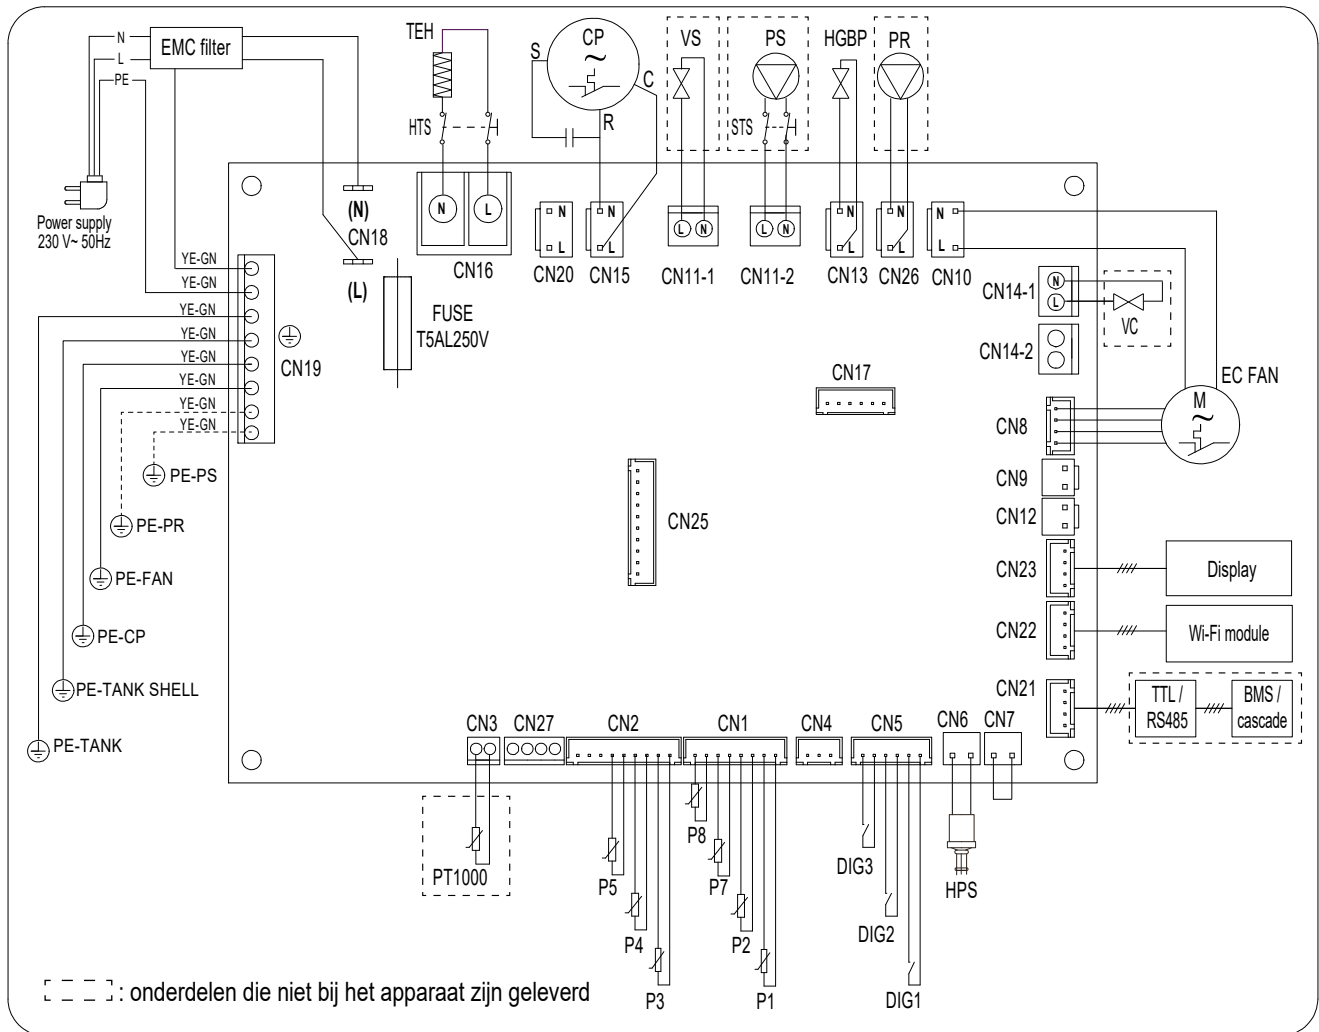 TEH
CP
VS
PS
HGBP
PR
N
EMC filter
S
L
C
PE
HTS
R
STS
Power supply
230 V~ 50Hz
(N)
CN18
(L)
N
L
N
L
N
L
L
N
L
N
N
L
N
L
N
L
CN16
CN20
CN15
CN11-1
CN11-2
CN13
CN26
CN10
YE-GN
YE-GN
YE-GN
YE-GN
YE-GN
YE-GN
YE-GN
YE-GN
CN19
FUSE
T5AL250V
CN14-1
N
L
VC
CN14-2
CN17
EC FAN
M
~
CN8
CN9
CN12
CN25
CN23
Display
CN22
Wi-Fi module
CN21
TTL /
RS485
BMS /
cascade
PE-PS
PE-PR
PE-FAN
PE-CP
PE-TANK SHELL
PE-TANK
CN3
CN27
CN2
CN1
CN4
CN5
CN6
CN7
PT1000
P5
P4
P3
P8
P7
P2
P1
DIG3
DIG2
DIG1
HPS
: onderdelen die niet bij het apparaat zijn geleverd